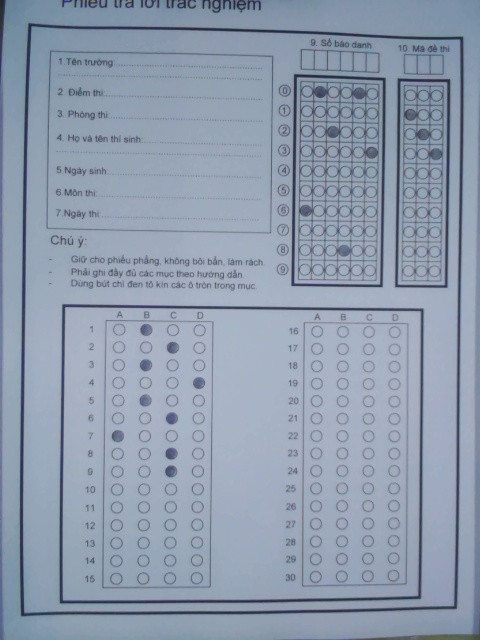 Phiếu trả lời trắc nghiệm
1.Tên trường:
2. Điểm thi:
3. Phòng thi:
4. Họ và tên thí sinh:
5.Ngày sinh:
6.Môn thi:
7.Ngày thi:
9. Số báo danh
10. Mã đề thi
0
1
2
3
4
5
6
7
8
9
Chú ý:
- Giữ cho phiếu phẳng, không bôi bẩn, làm rách.
- Phải ghi đầy đủ các mục theo hướng dẫn.
- Dùng bút chì đen tô kín các ô tròn trong mục
A B C D
1
2
3
4
5
6
7
8
9
10
11
12
13
14
15
A B C D
16
17
18
19
20
21
22
23
24
25
26
27
28
29
30